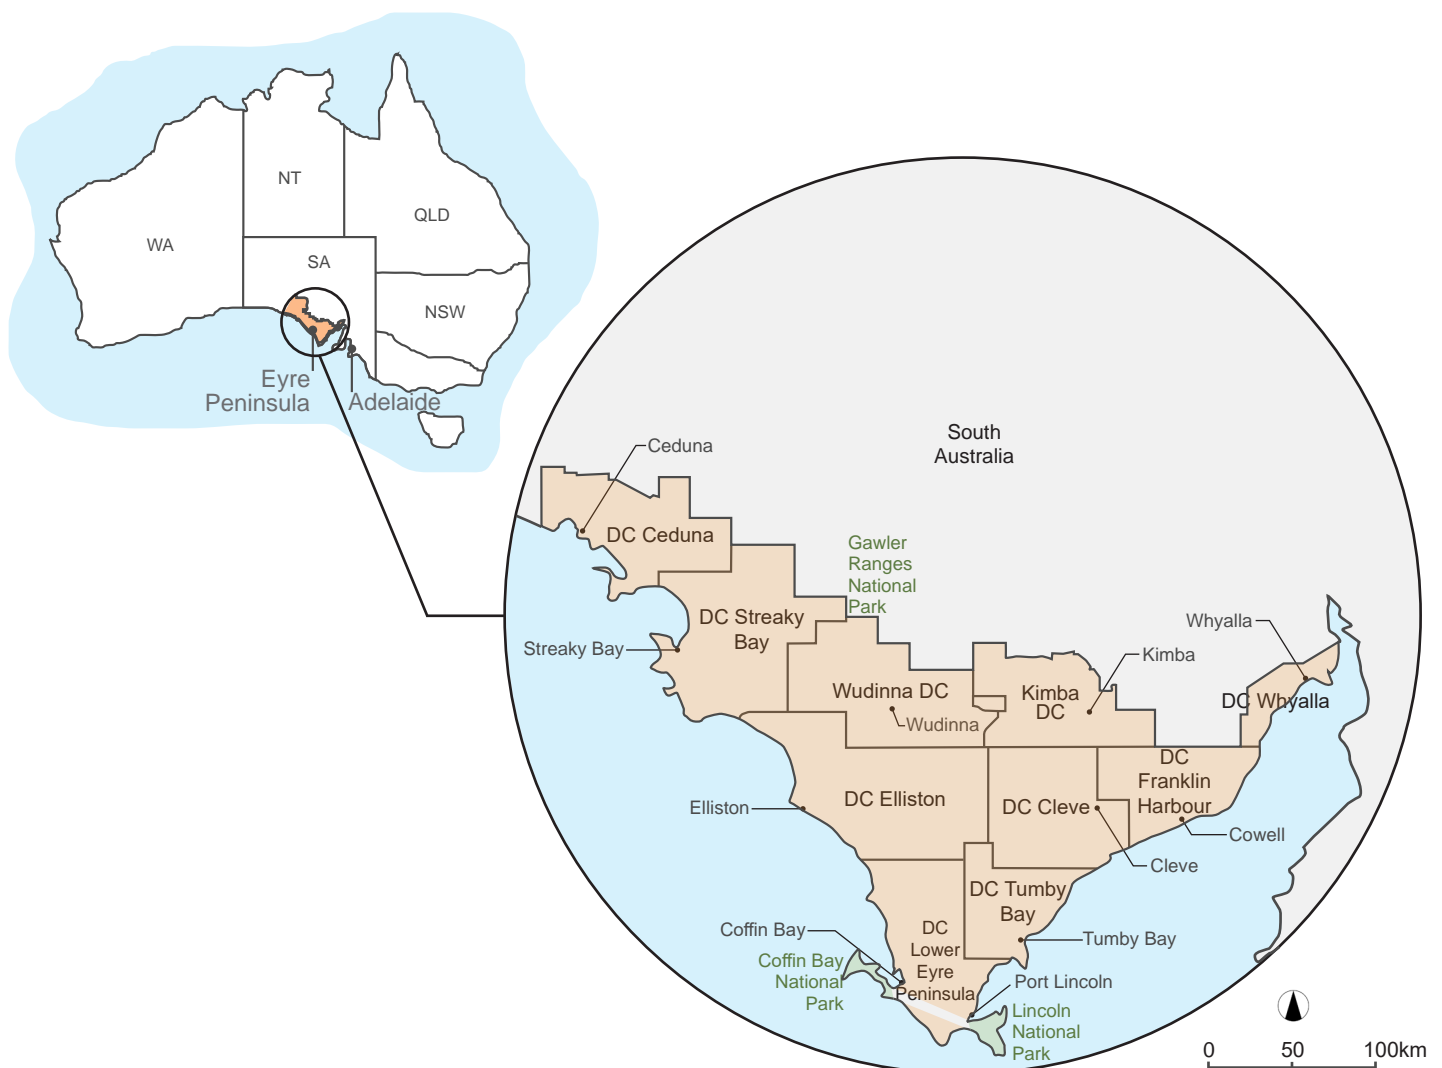 NT
QLD
WA
SA
NSW
Eyre
Peninsula
Adelaide
South
Australia
Ceduna
DC Ceduna
Gawler
Ranges
National
Park
DC Streaky
Bay
Streaky Bay
Whyalla
Kimba
Wudinna DC
Wudinna
Kimba
DC
DC Whyalla
DC
Franklin
Harbour
DC Elliston
Elliston
DC Cleve
Cowell
Cleve
DC Tumby
Bay
Coffin Bay
DC
Lower
Eyre
Peninsula
Tumby Bay
Coffin Bay
National
Park
Port Lincoln
Lincoln
National
Park
0 50 100km